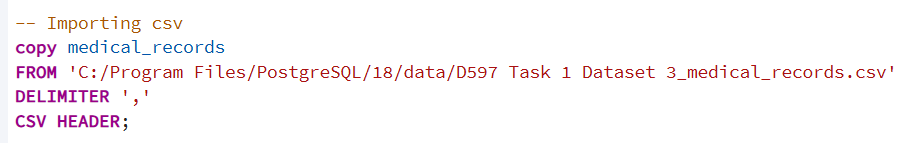 -- Importing csv
copy medical_records
FROM 'C:/Program Files/PostgreSQL/18/data/D597 Task 1 Dataset 3_medical_records.csv'
DELIMITER ','
CSV HEADER;